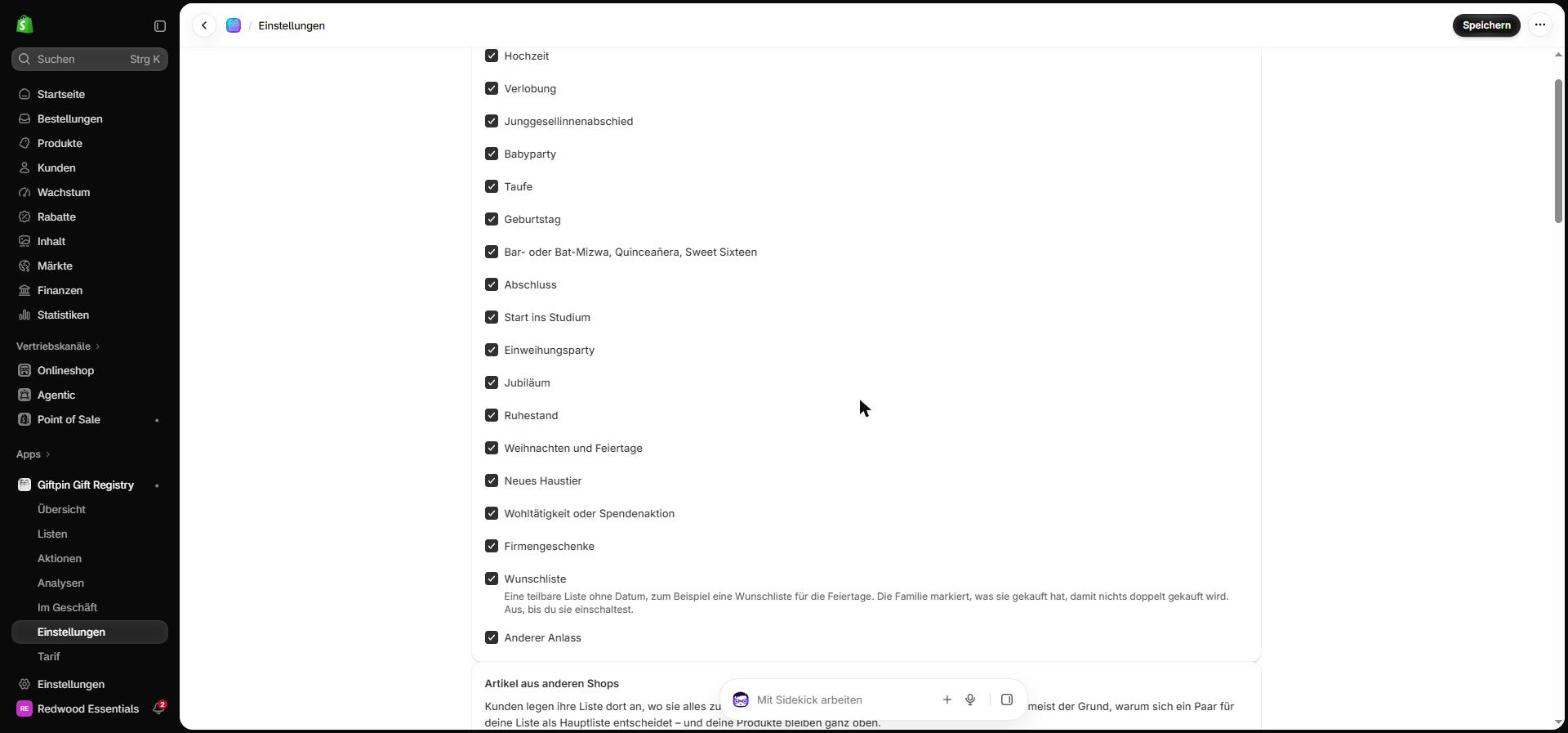 Einstellungen
Speichern
Suchen Strg K
Startseite
Bestellungen
Produkte
Kunden
Wachstum
Rabatte
Inhalt
Märkte
Finanzen
Statistiken
Vertriebskanäle
Onlineshop
Agentic
Point of Sale
Apps
Giftpin Gift Registry
Übersicht
Listen
Aktionen
Analysen
Im Geschäft
Einstellungen
Tarif
Einstellungen
RE Redwood Essentials 2
Hochzeit
Verlobung
Junggesellinnenabschied
Babyparty
Taufe
Geburtstag
Bar- oder Bat-Mizwa, Quinceañera, Sweet Sixteen
Abschluss
Start ins Studium
Einweihungsparty
Jubiläum
Ruhestand
Weihnachten und Feiertage
Neues Haustier
Wohltätigkeit oder Spendenaktion
Firmengeschenke
Wunschliste
Eine teilbare Liste ohne Datum, zum Beispiel eine Wunschliste für die Feiertage. Die Familie markiert, was sie gekauft hat, damit nichts doppelt gekauft wird.
Aus, bis du sie einschaltest.
Anderer Anlass
Artikel aus anderen Shops
Kunden legen ihre Liste dort an, wo sie alles zu meist der Grund, warum sich ein Paar für
deine Liste als Hauptliste entscheidet – und deine Produkte bleiben ganz oben.
Mit Sidekick arbeiten